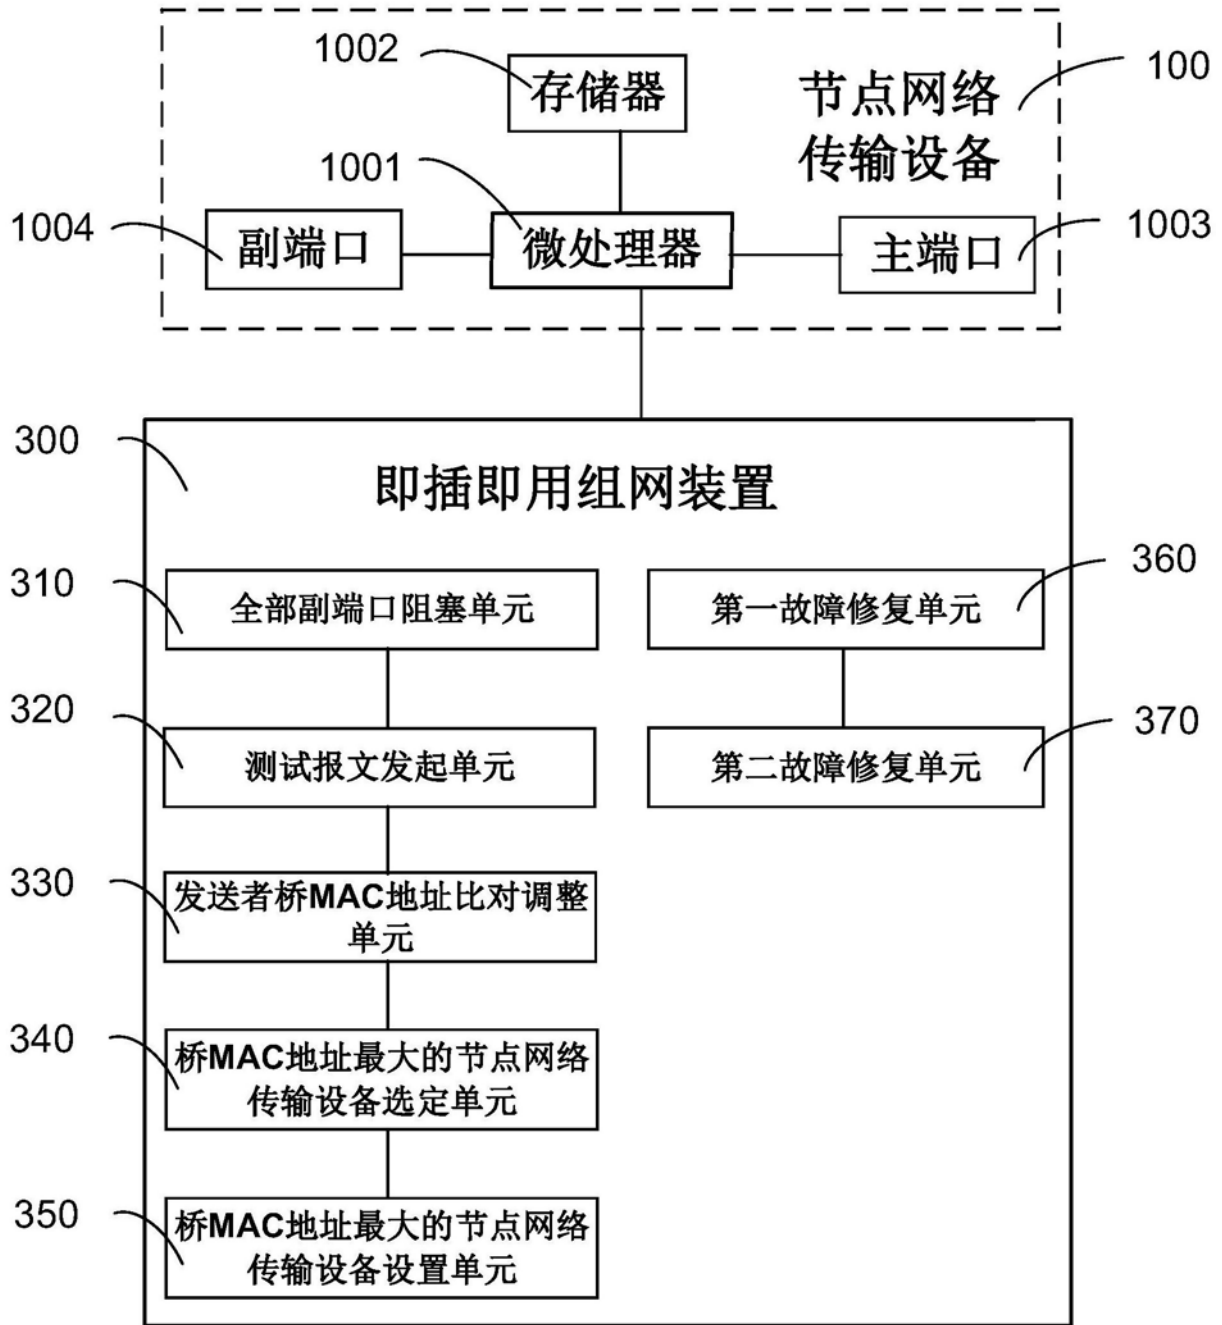 1002
存储器
节点网络
传输设备
100
1001
1004
副端口
微处理器
主端口
1003
300
即插即用组网装置
310
全部副端口阻塞单元
第一故障修复单元
360
320
测试报文发起单元
第二故障修复单元
370
330
发送者桥MAC地址比对调整
单元
340
桥MAC地址最大的节点网络
传输设备选定单元
350
桥MAC地址最大的节点网络
传输设备设置单元